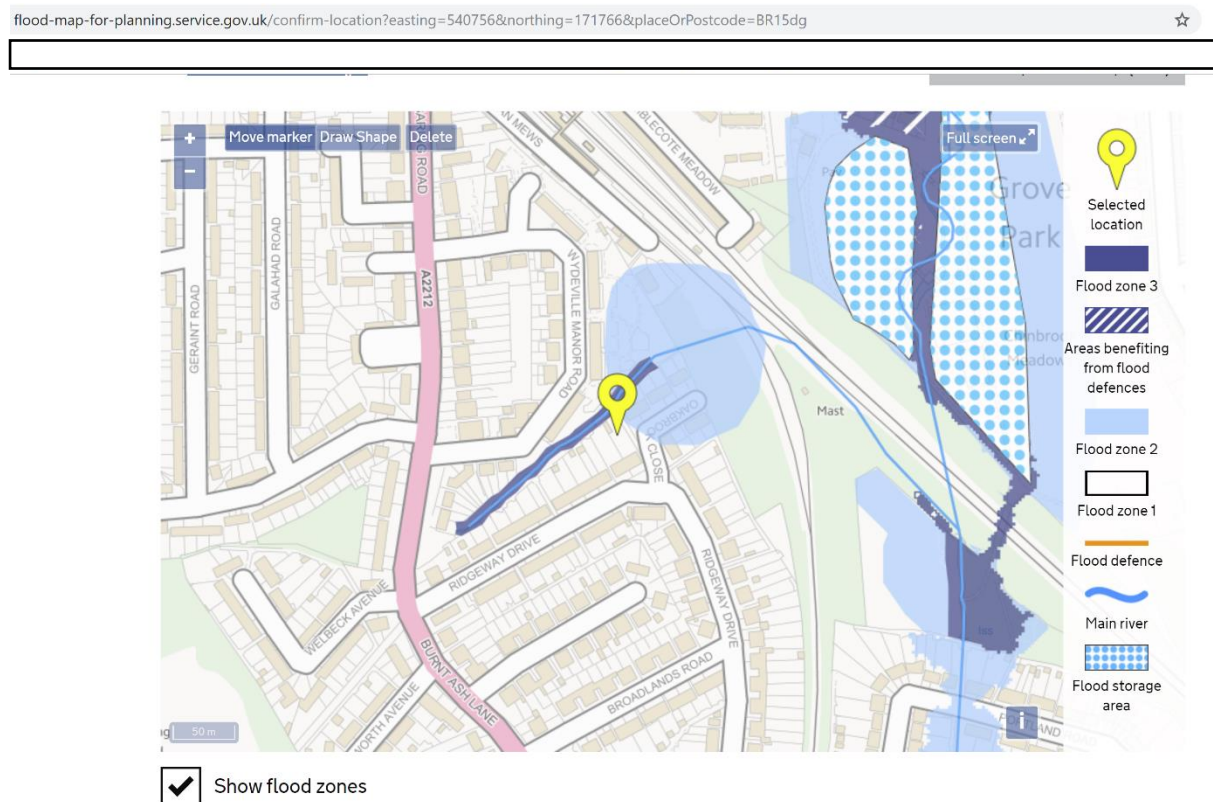 flood-map-for-planning.service.gov.uk/confirm-location?easting=540756&northing=171766&placeOrPostcode=BR15dg
+
Move marker
Draw Shape
Delete
Full screen
−
GALAHAD ROAD
GERAINT ROAD
A2212
WYDEVILLE MANOR ROAD
Grove
Park
Mast
CLOSE
RIDGEWAY DRIVE
RIDGEWAY DRIVE
WELBECK AVENUE
BURNT ASH LANE
BROADLANDS ROAD
NORTH AVENUE
50 m
i
Selected
location
Flood zone 3
Areas benefiting
from flood
defences
Flood zone 2
Flood zone 1
Flood defence
Main river
Flood storage
area
Show flood zones